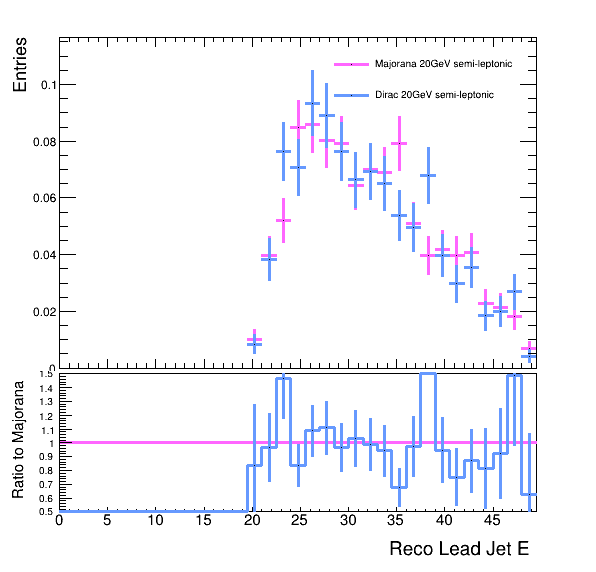 Entries
0.1
0.08
0.06
0.04
0.02
0
Majorana 20GeV semi-leptonic
Dirac 20GeV semi-leptonic
Ratio to Majorana
1.5
1.4
1.3
1.2
1.1
1
0.9
0.8
0.7
0.6
0.5
0 5 10 15 20 25 30 35 40 45
Reco Lead Jet E